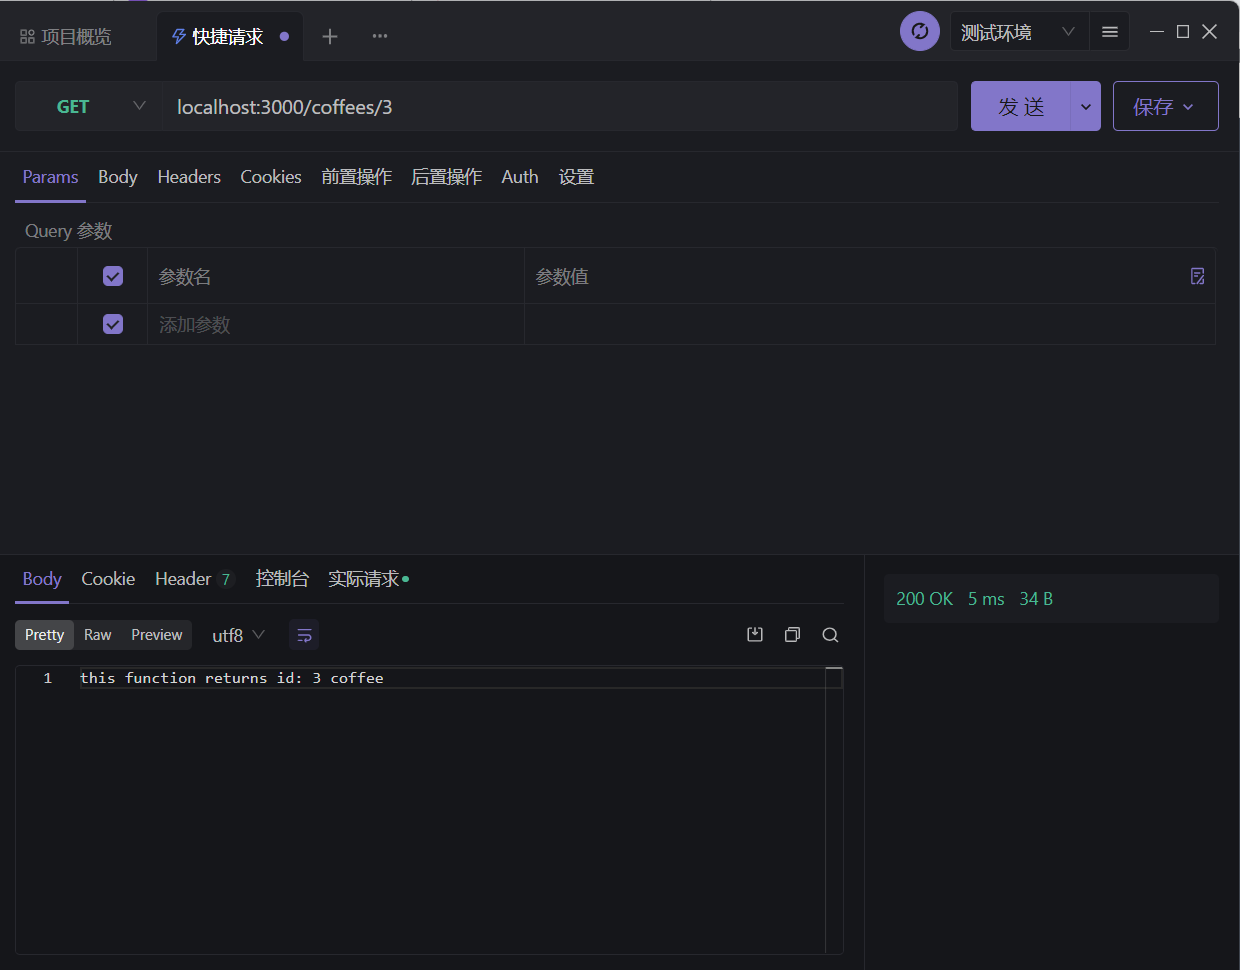 项目概览 快捷请求 测试环境
GET localhost:3000/coffees/3 发 送 保存
Params Body Headers Cookies 前置操作 后置操作 Auth 设置
Query 参数
参数名 参数值
添加参数
Body Cookie Header 7 控制台 实际请求
200 OK 5 ms 34 B
Pretty Raw Preview utf8
1 this function returns id: 3 coffee